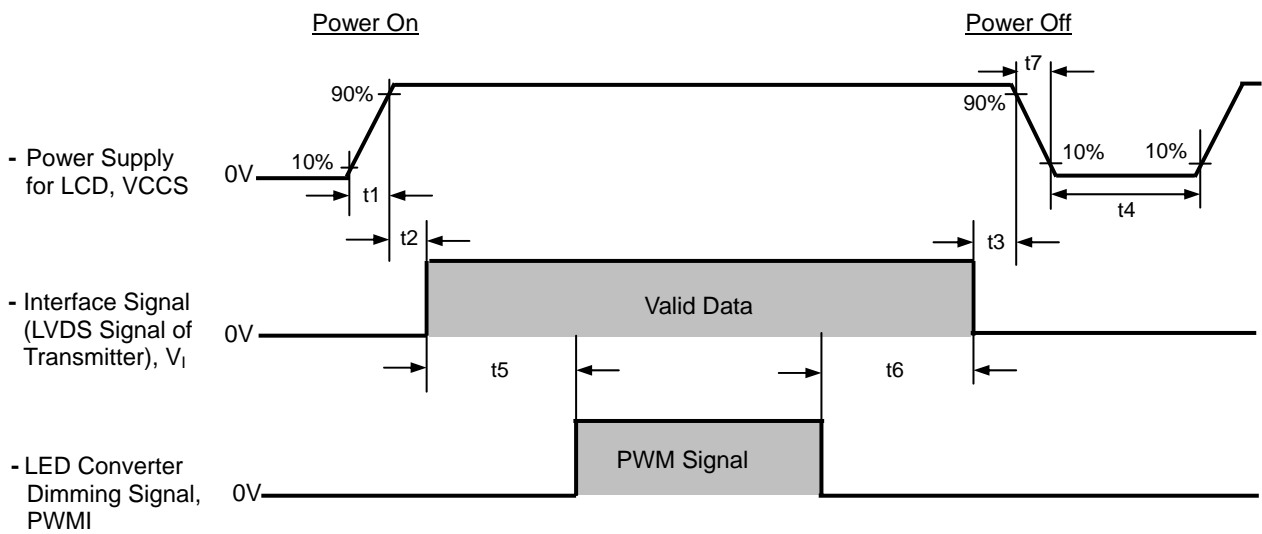 Power On
Power Off
t7
90%
90%
10%
10%
10%
- Power Supply
for LCD, VCCS
0V
t1
t4
t2
t3
- Interface Signal
(LVDS Signal of
Transmitter), VI
0V
Valid Data
t5
t6
- LED Converter
Dimming Signal,
PWMI
0V
PWM Signal